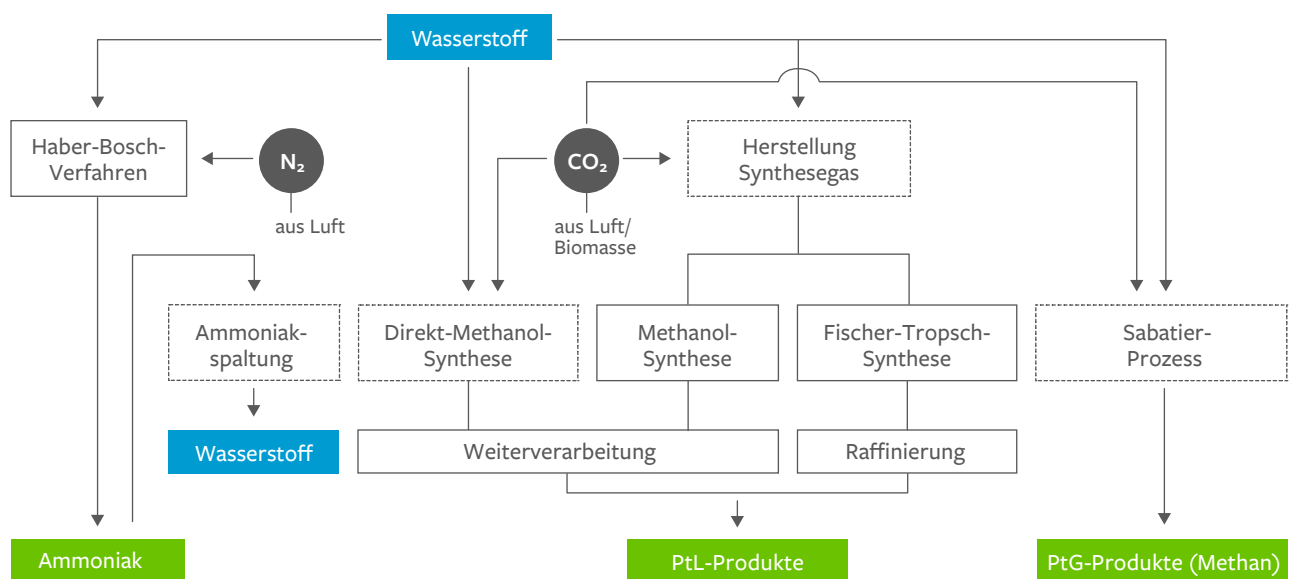 Wasserstoff
Haber-Bosch-
Verfahren
N₂
aus Luft
CO₂
aus Luft/
Biomasse
Herstellung
Synthesegas
Ammoniak-
spaltung
Direkt-Methanol-
Synthese
Methanol-
Synthese
Fischer-Tropsch-
Synthese
Sabatier-
Prozess
Wasserstoff
Weiterverarbeitung
Raffinierung
Ammoniak
PtL-Produkte
PtG-Produkte (Methan)